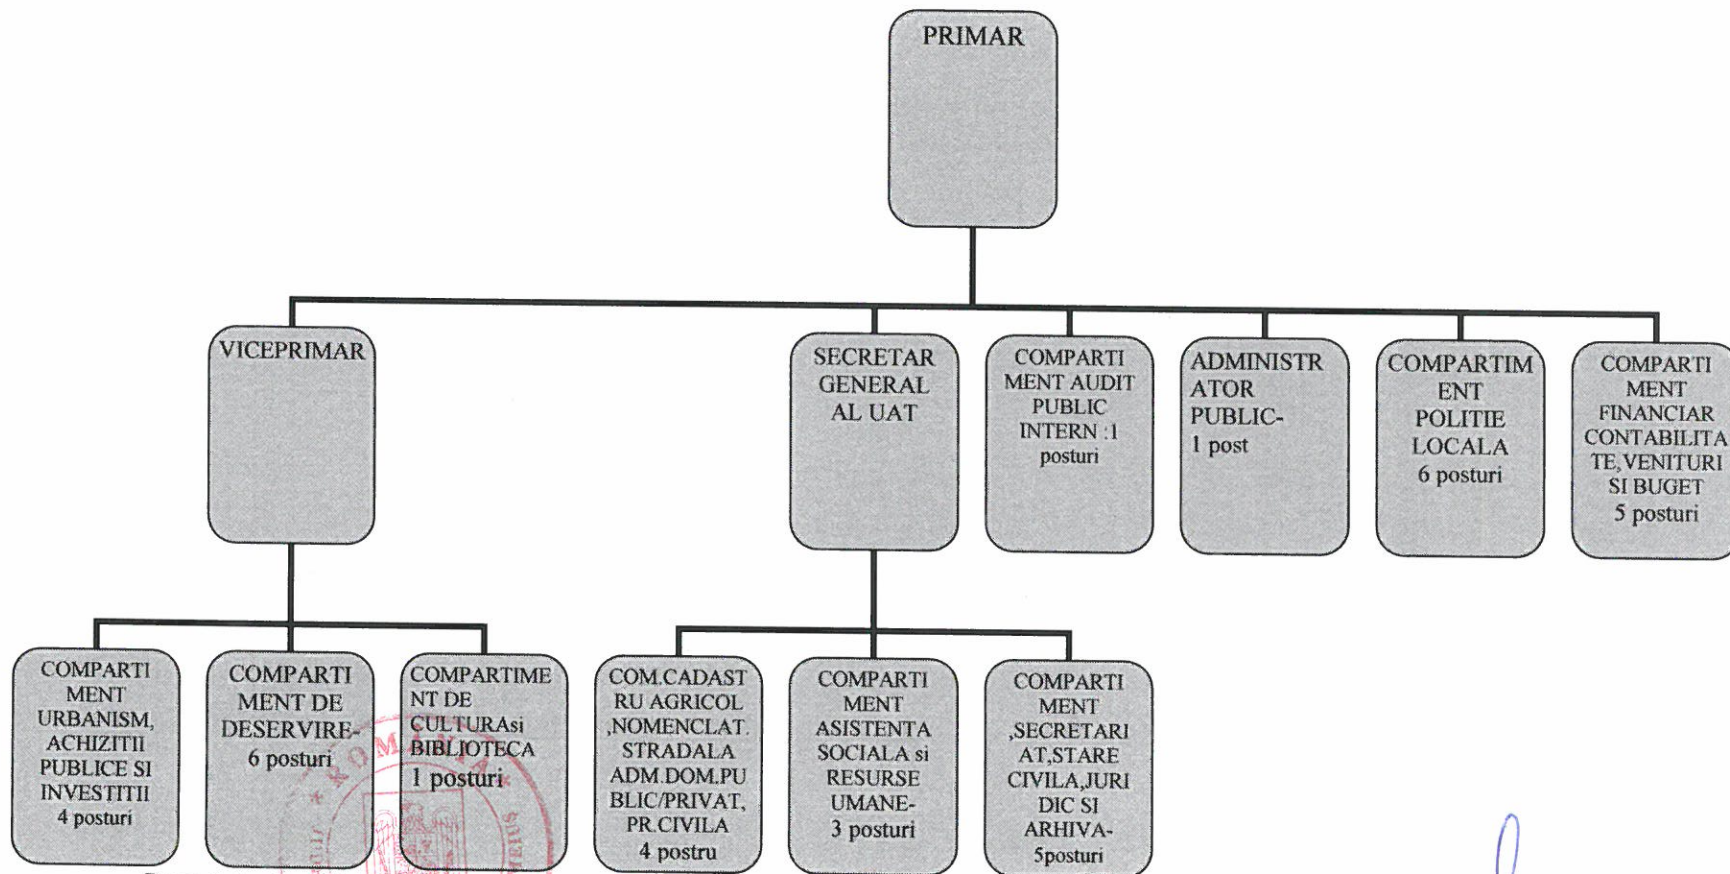 PRIMAR
VICEPRIMAR
SECRETAR
GENERAL
AL UAT
COMPARTI
MENT AUDIT
PUBLIC
INTERN :1
posturi
ADMINISTR
ATOR
PUBLIC-
1 post
COMPARTIM
ENT
POLITIE
LOCALA
6 posturi
COMPARTI
MENT
FINANCIAR
CONTABILITA
TE,VENITURI
SI BUGET
5 posturi
COMPARTI
MENT
URBANISM,
ACHIZITII
PUBLICE SI
INVESTITII
4 posturi
COMPARTI
MENT DE
DESERVIRE-
6 posturi
COMPARTIME
NT DE
CULTURAsi
BIBLIOTECA
1 posturi
COM.CADAST
RU AGRICOL
,NOMENCLAT.
STRADALA
ADM.DOM.PU
BLIC/PRIVAT,
PR.CIVILA
4 postru
COMPARTI
MENT
ASISTENTA
SOCIALA si
RESURSE
UMANE-
3 posturi
COMPARTI
MENT
,SECRETARI
AT,STARE
CIVILA,JURI
DIC SI
ARHIVA-
5posturi
* ROMANIA *